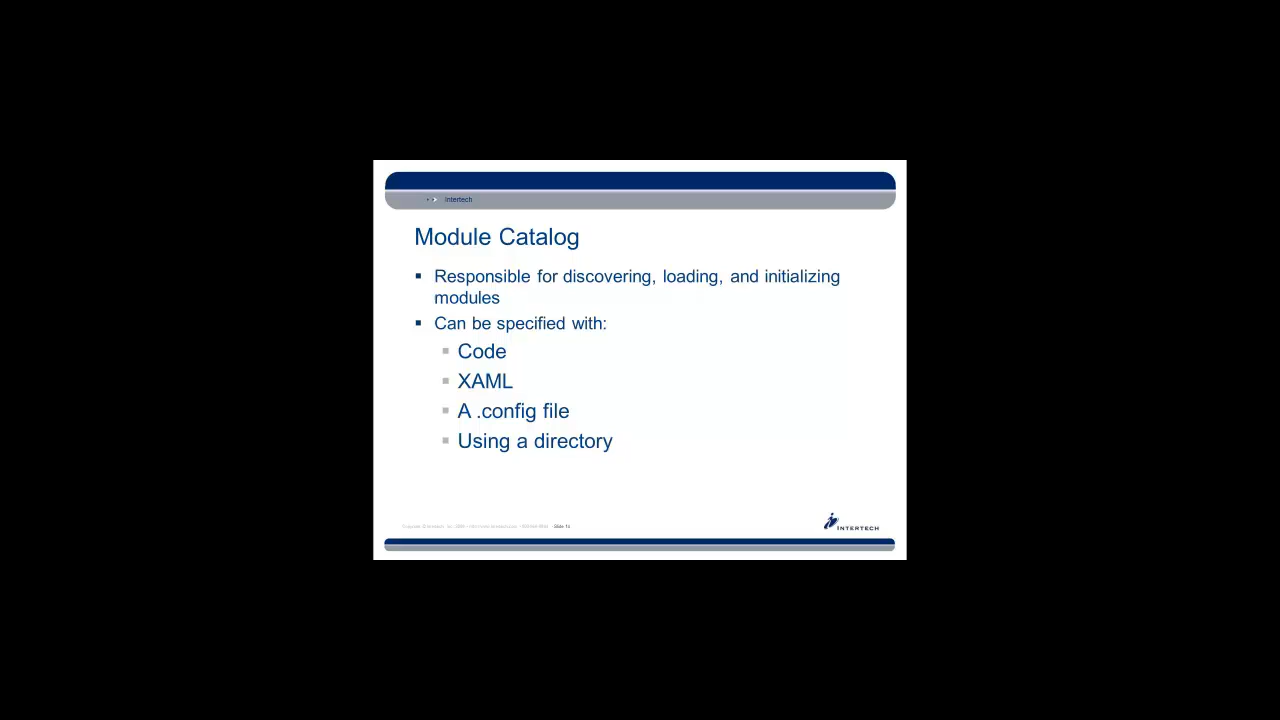 Intertech
Module Catalog
Responsible for discovering, loading, and initializing
modules
Can be specified with:
Code
XAML
A .config file
Using a directory
Slide
INTERTECH